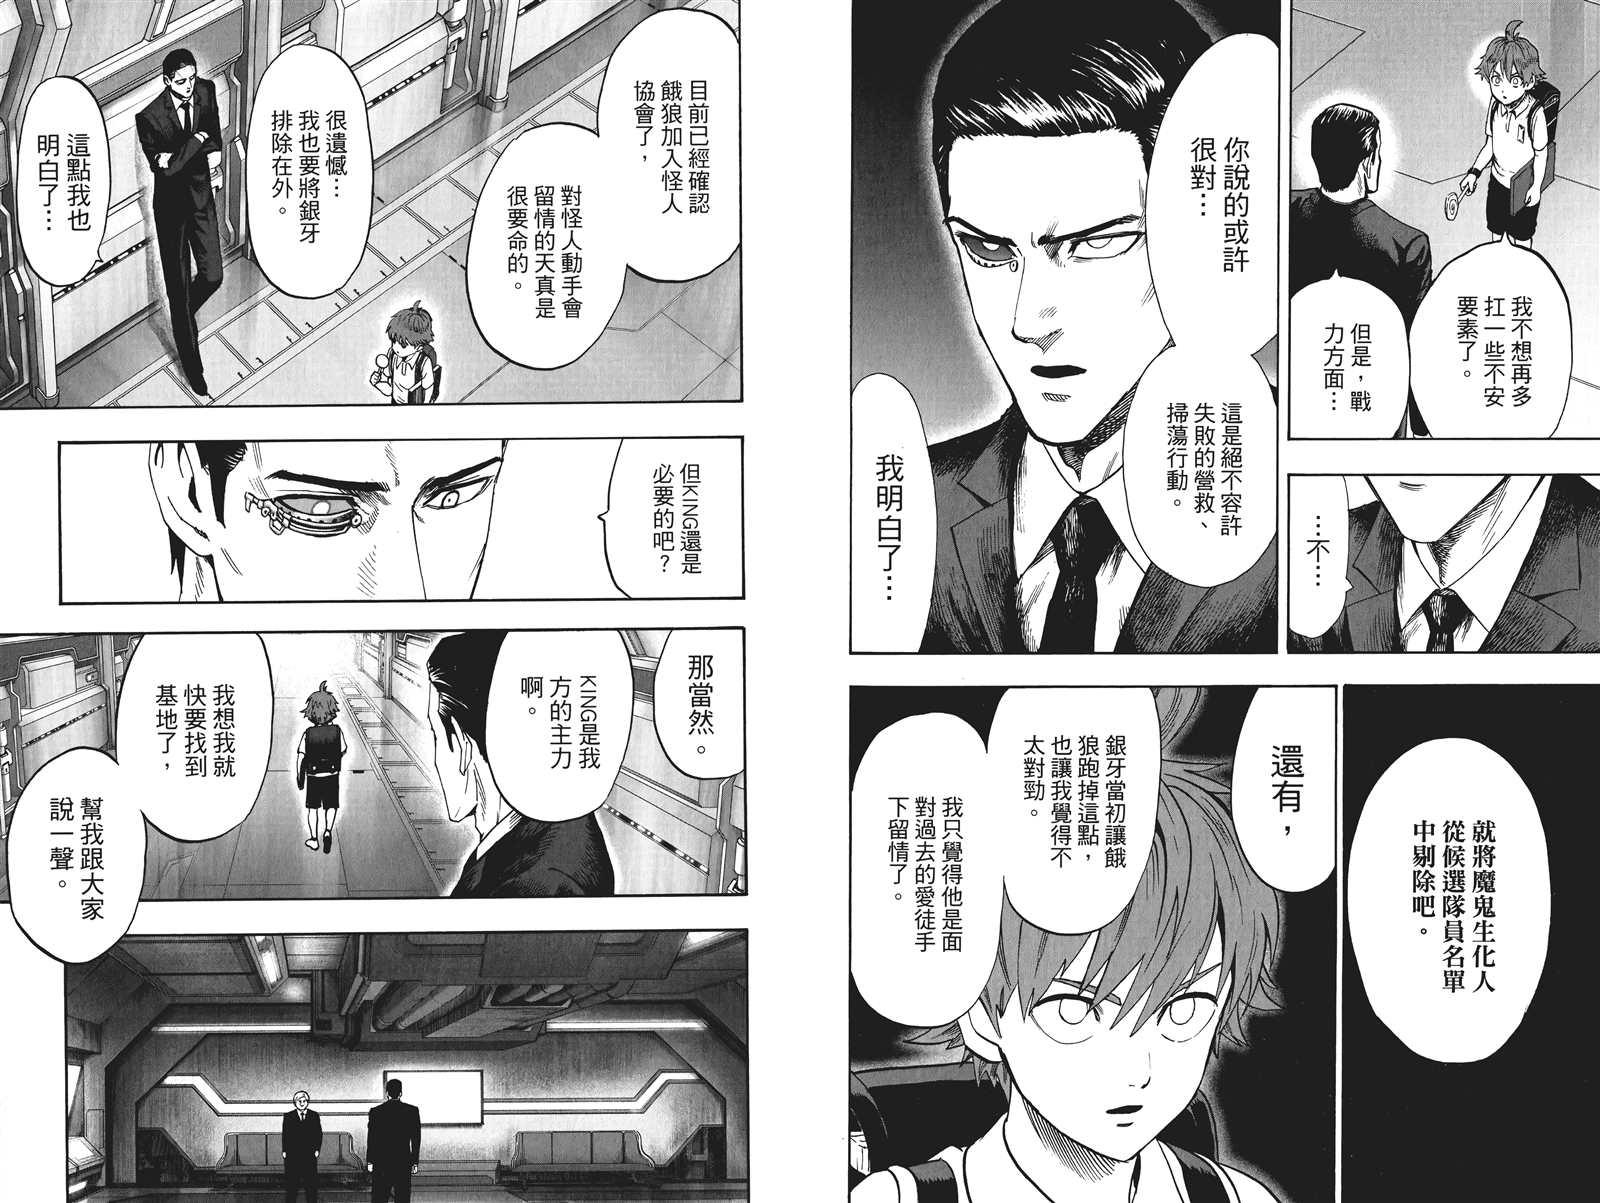 我不想再多
扛一些不安
要素了。
但是，戰
力方面…
…不…
你說的或許
很對…
這是絕不容許
失敗的營救、
掃蕩行動。
我明白了…
就將魔鬼生化人
從候選隊員名單
中剔除吧。
還有，
銀牙當初讓餓
狼跑掉這點，
也讓我覺得不
太對勁。
我只覺得他是面
對過去的愛徒手
下留情了。
目前已經確認
餓狼加入怪人
協會了，
對怪人動手會
留情的天真是
很要命的。
很遺憾…
我也要將銀牙
排除在外。
這點我也
明白了…
但KING還是
必要的吧？
那當然。
KING是我
方的主力
啊。
我想我就
快要找到
基地了，
幫我跟大家
說一聲。